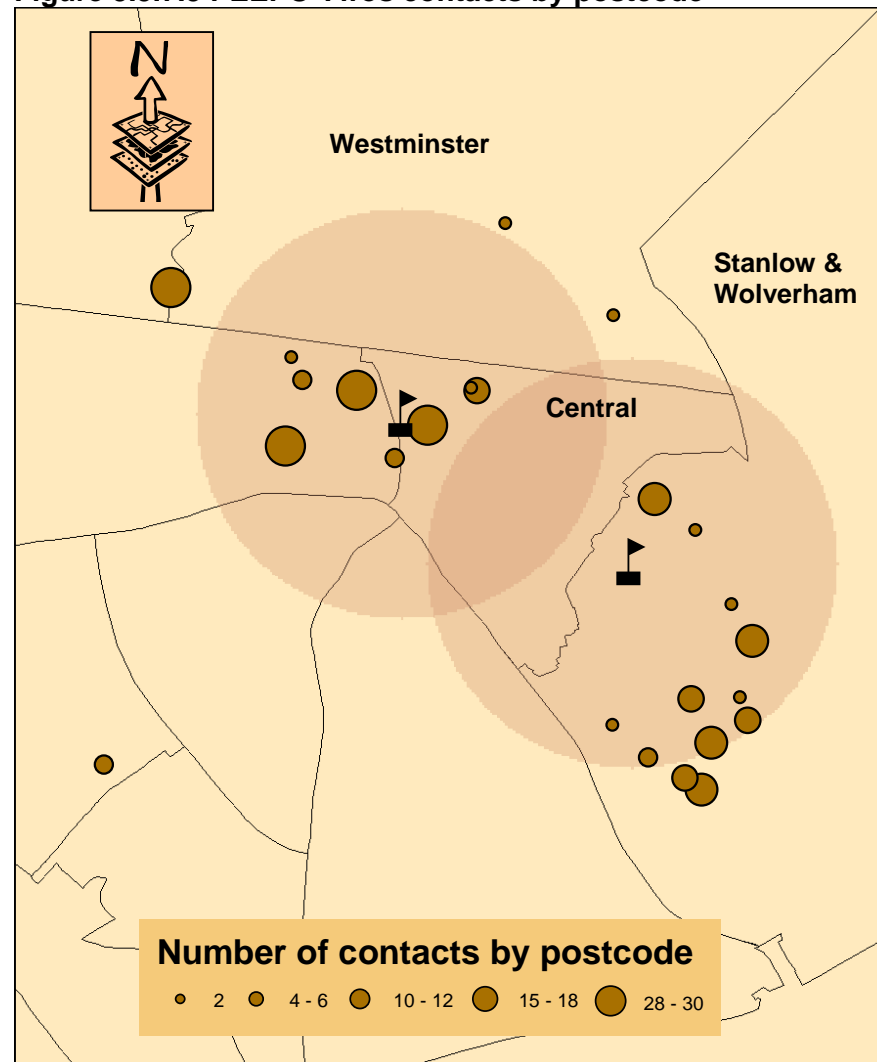 N
Westminster
Stanlow &
Wolverham
Central
Number of contacts by postcode
2 4 - 6 10 - 12 15 - 18 28 - 30